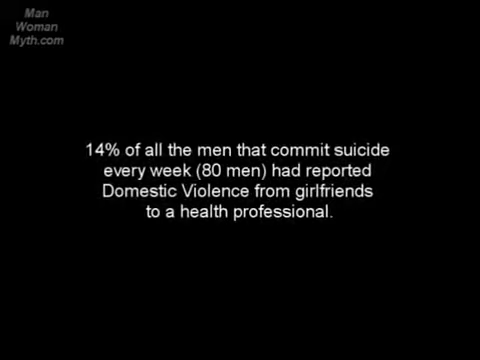 Man
Woman
Myth.com
14% of all the men that commit suicide
every week (80 men) had reported
Domestic Violence from girlfriends
to a health professional.